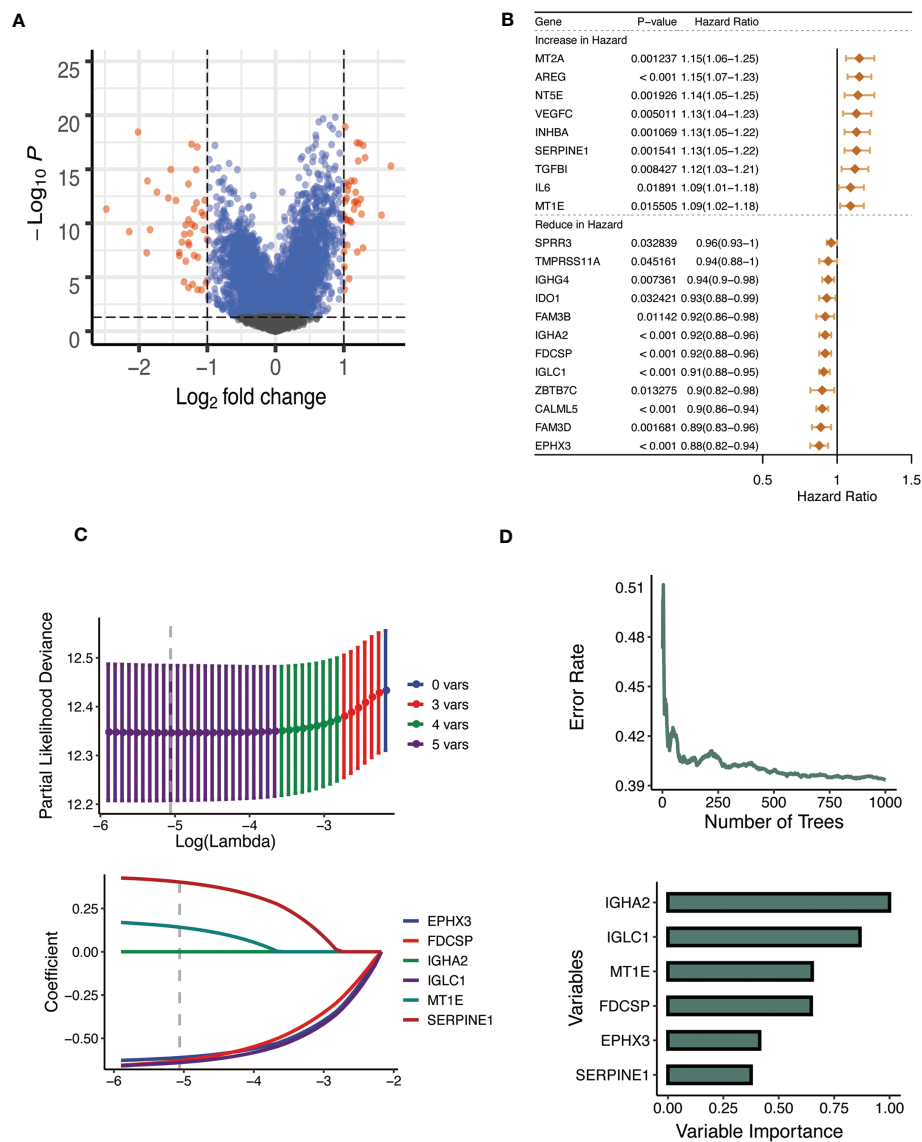 A
25
20
15
10
5
0
−Log10 P
−2
−1
0
1
Log2 fold change
B
Gene P−value Hazard Ratio
Increase in Hazard
MT2A 0.001237 1.15(1.06−1.25)
AREG < 0.001 1.15(1.07−1.23)
NT5E 0.001926 1.14(1.05−1.25)
VEGFC 0.005011 1.13(1.04−1.23)
INHBA 0.001069 1.13(1.05−1.22)
SERPINE1 0.001541 1.13(1.05−1.22)
TGFBI 0.008427 1.12(1.03−1.21)
IL6 0.01891 1.09(1.01−1.18)
MT1E 0.015505 1.09(1.02−1.18)
Reduce in Hazard
SPRR3 0.032839 0.96(0.93−1)
TMPRSS11A 0.045161 0.94(0.88−1)
IGHG4 0.007361 0.94(0.9−0.98)
IDO1 0.032421 0.93(0.88−0.99)
FAM3B 0.01142 0.92(0.86−0.98)
IGHA2 < 0.001 0.92(0.88−0.96)
FDCSP < 0.001 0.92(0.88−0.96)
IGLC1 < 0.001 0.91(0.88−0.95)
ZBTB7C 0.013275 0.9(0.82−0.98)
CALML5 < 0.001 0.9(0.86−0.94)
FAM3D 0.001681 0.89(0.83−0.96)
EPHX3 < 0.001 0.88(0.82−0.94)
0.5 1 1.5
Hazard Ratio
C
Partial Likelihood Deviance
12.5
12.4
12.3
12.2
−6 −5 −4 −3
Log(Lambda)
0 vars
3 vars
4 vars
5 vars
Coefficient
0.25
0.00
−0.25
−0.50
−6 −5 −4 −3 −2
EPHX3
FDCSP
IGHA2
IGLC1
MT1E
SERPINE1
D
Error Rate
0.51
0.48
0.45
0.42
0.39
0 250 500 750 1000
Number of Trees
Variables
IGHA2
IGLC1
MT1E
FDCSP
EPHX3
SERPINE1
0.00 0.25 0.50 0.75 1.00
Variable Importance